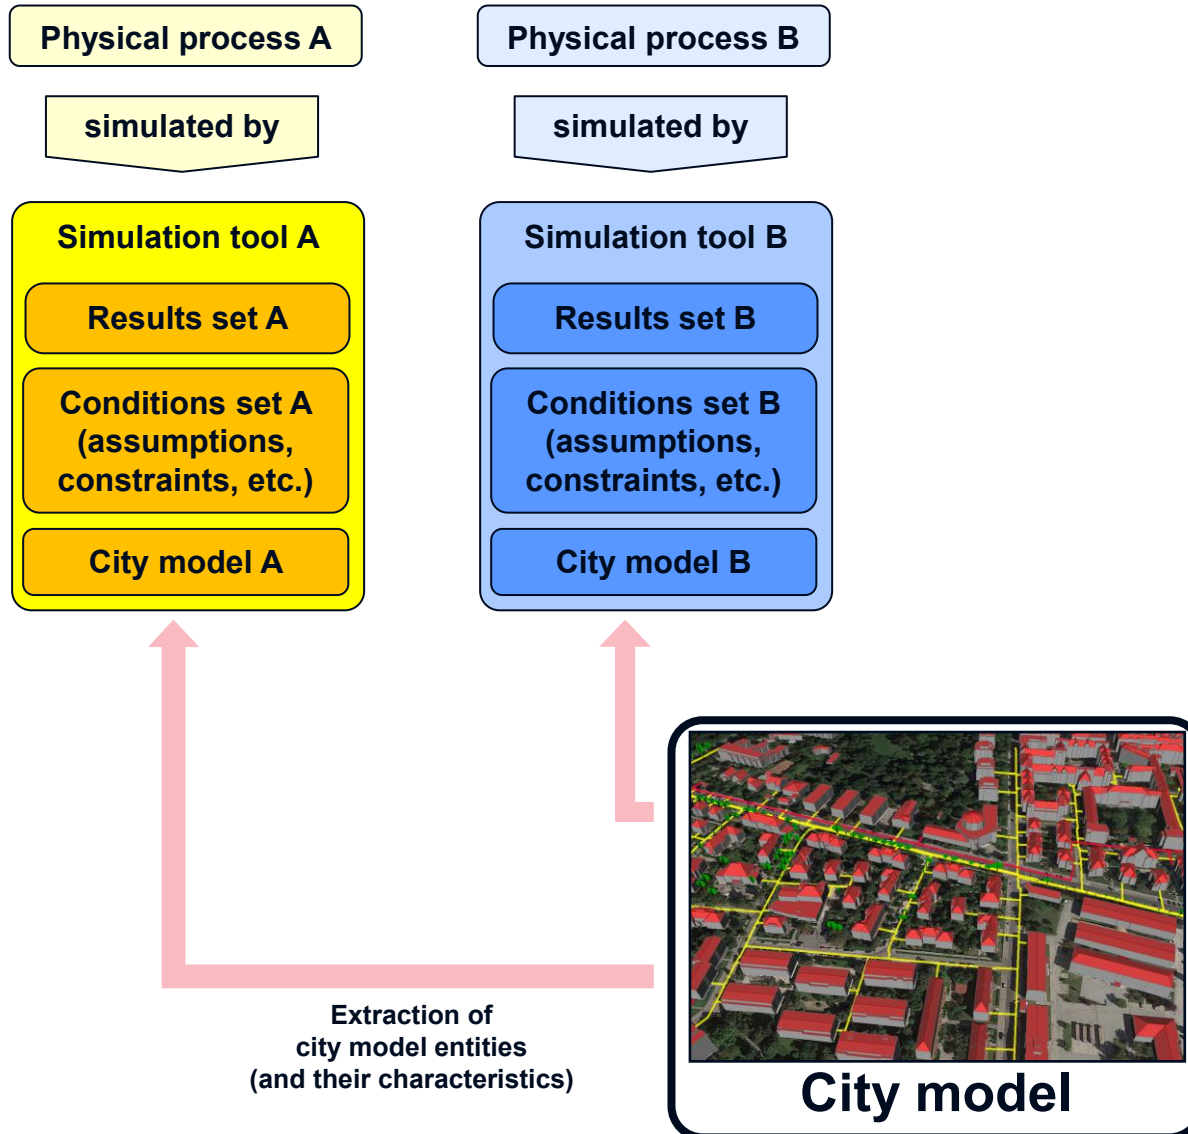 Physical process A
Physical process B
simulated by
simulated by
Simulation tool A
Results set A
Conditions set A
(assumptions,
constraints, etc.)
City model A
Simulation tool B
Results set B
Conditions set B
(assumptions,
constraints, etc.)
City model B
Extraction of
city model entities
(and their characteristics)
City model